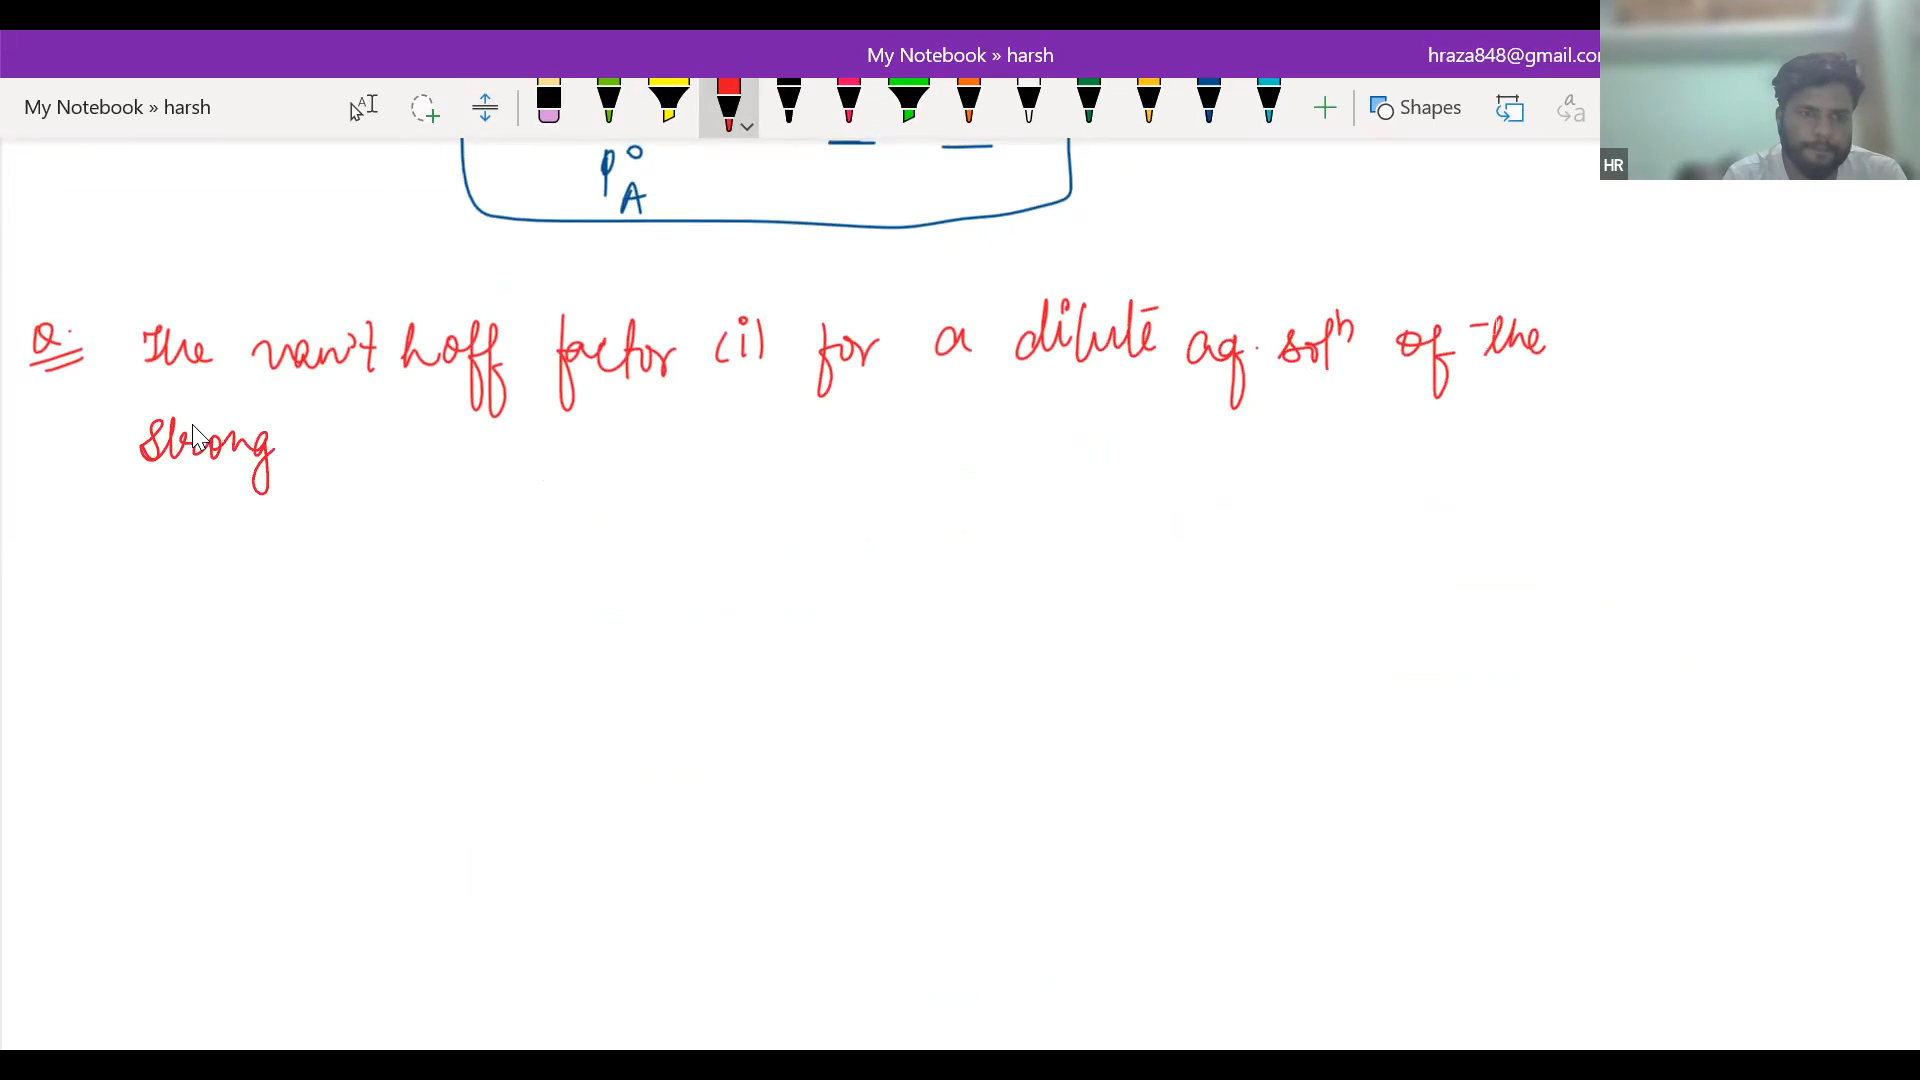 My Notebook » harsh
hraza848@gmail.co
My Notebook » harsh
Shapes
HR
P° A
Q. The van't hoff factor (i) for a dilute aq. solⁿ of the
strong